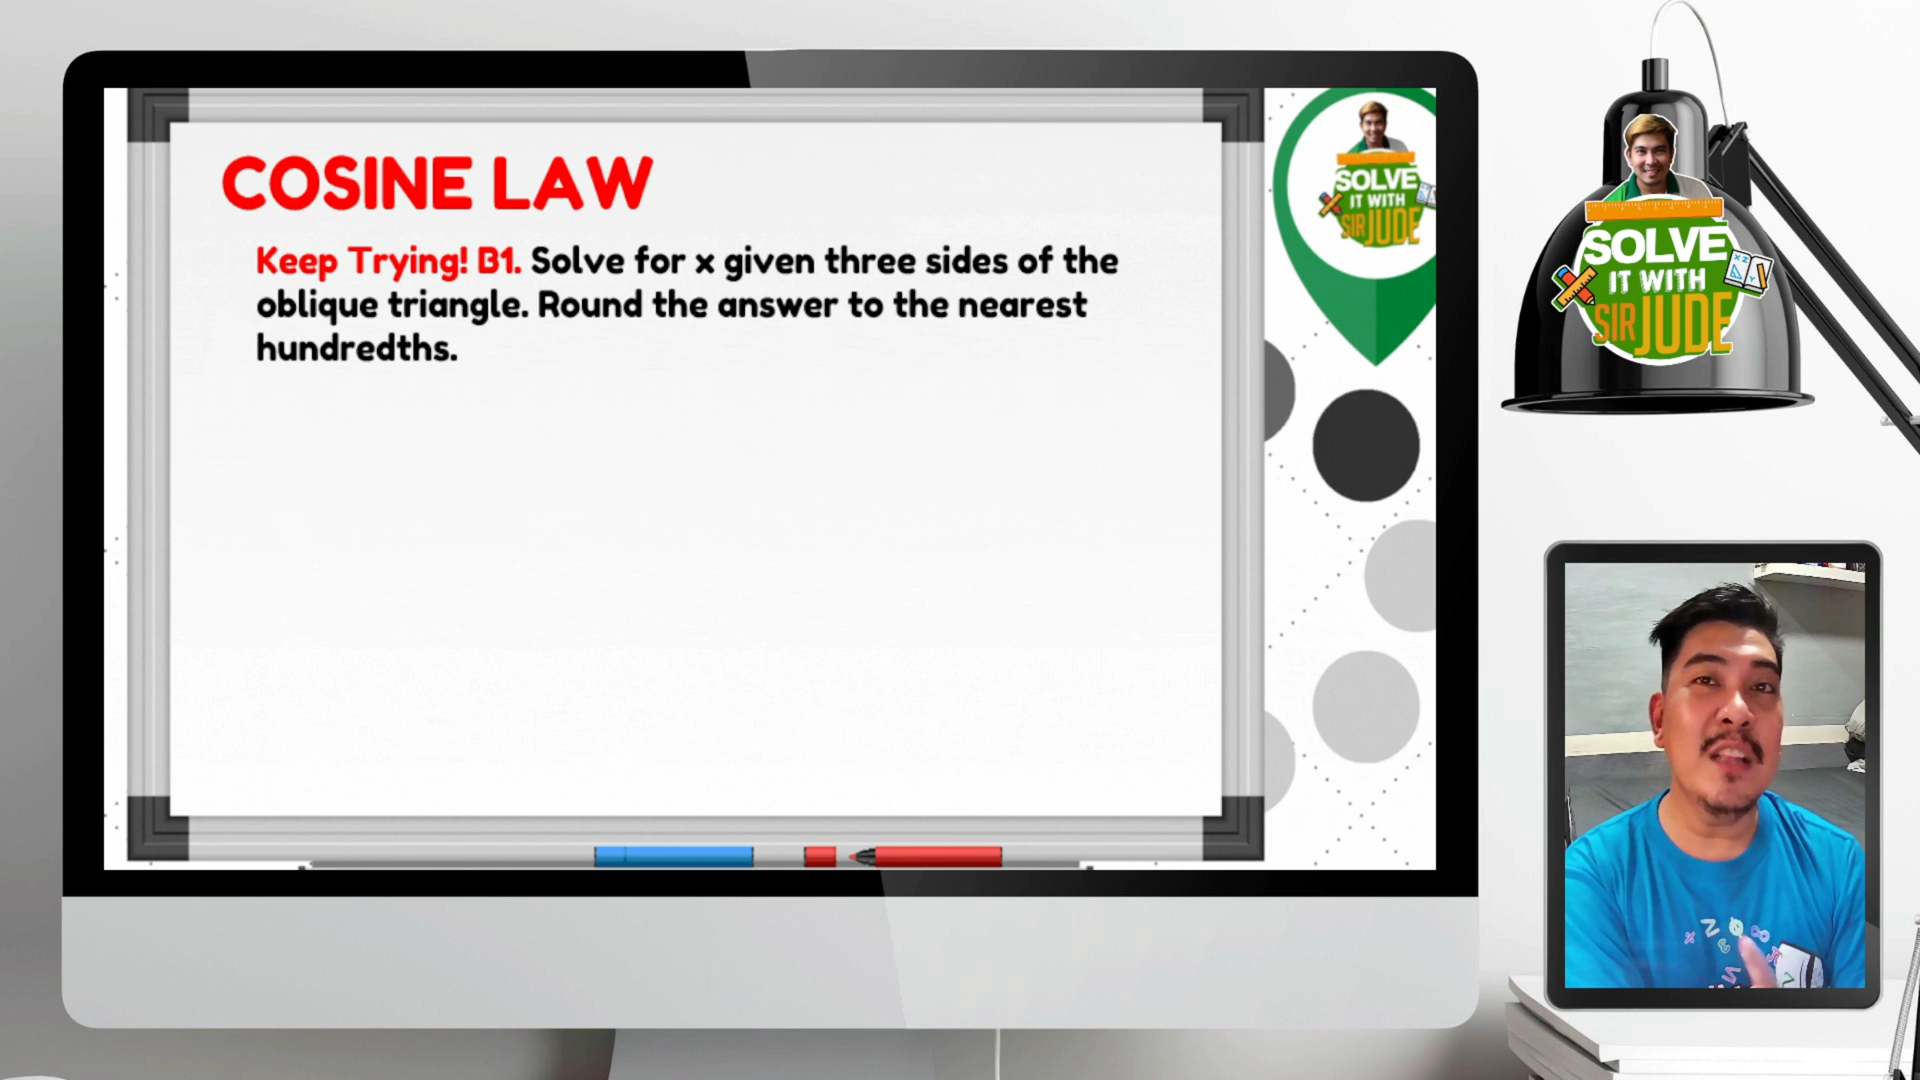 COSINE LAW
Keep Trying! B1. Solve for x given three sides of the
oblique triangle. Round the answer to the nearest
hundredths.
SOLVE
IT WITH
SIR JUDE
SOLVE
IT WITH
SIR JUDE